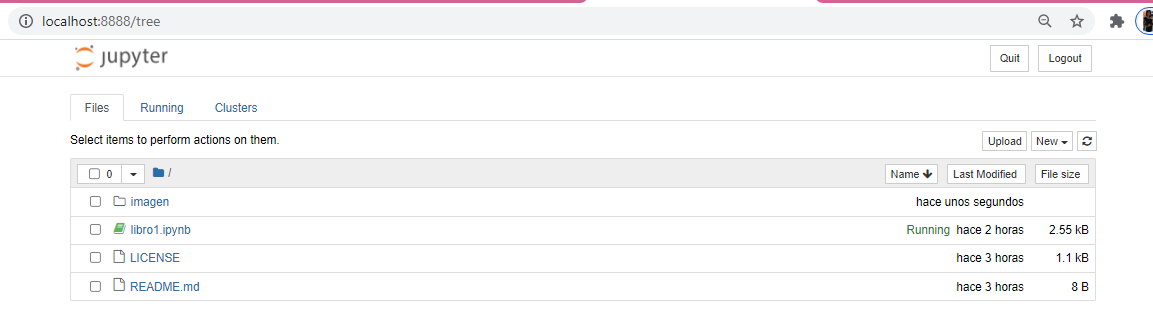 localhost:8888/tree
jupyter
Quit Logout
Files Running Clusters
Select items to perform actions on them.
Upload New
0 / Name Last Modified File size
imagen hace unos segundos
libro1.ipynb Running hace 2 horas 2.55 kB
LICENSE hace 3 horas 1.1 kB
README.md hace 3 horas 8 B